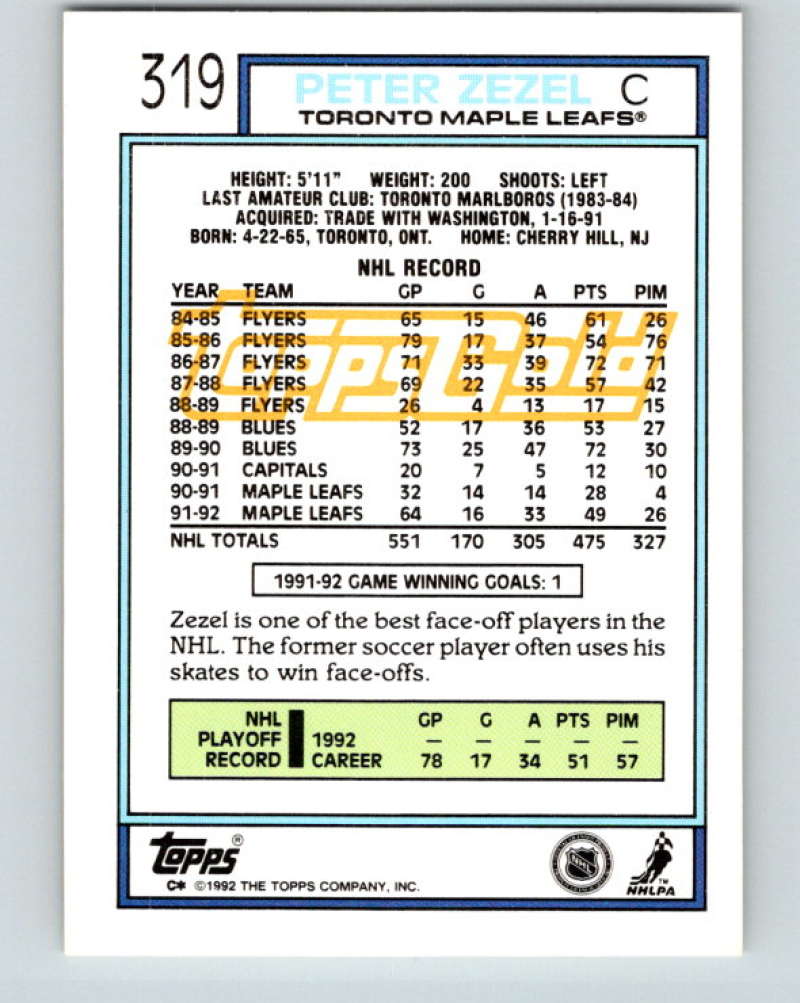 319
PETER ZEZEL C
TORONTO MAPLE LEAFS®
HEIGHT: 5'11" WEIGHT: 200 SHOOTS: LEFT
LAST AMATEUR CLUB: TORONTO MARLBOROS (1983-84)
ACQUIRED: TRADE WITH WASHINGTON, 1-16-91
BORN: 4-22-65, TORONTO, ONT. HOME: CHERRY HILL, NJ
NHL RECORD
YEAR TEAM GP G A PTS PIM
84-85 FLYERS 65 15 46 61 26
85-86 FLYERS 79 17 37 54 76
86-87 FLYERS 71 33 39 72 71
87-88 FLYERS 69 22 35 57 42
88-89 FLYERS 26 4 13 17 15
88-89 BLUES 52 17 36 53 27
89-90 BLUES 73 25 47 72 30
90-91 CAPITALS 20 7 5 12 10
90-91 MAPLE LEAFS 32 14 14 28 4
91-92 MAPLE LEAFS 64 16 33 49 26
NHL TOTALS 551 170 305 475 327
ToppsGold
1991-92 GAME WINNING GOALS: 1
Zezel is one of the best face-off players in the
NHL. The former soccer player often uses his
skates to win face-offs.
NHL GP G A PTS PIM
PLAYOFF 1992 — — — — —
RECORD CAREER 78 17 34 51 57
Topps®
C* ©1992 THE TOPPS COMPANY, INC.
NHL
™
NHLPA